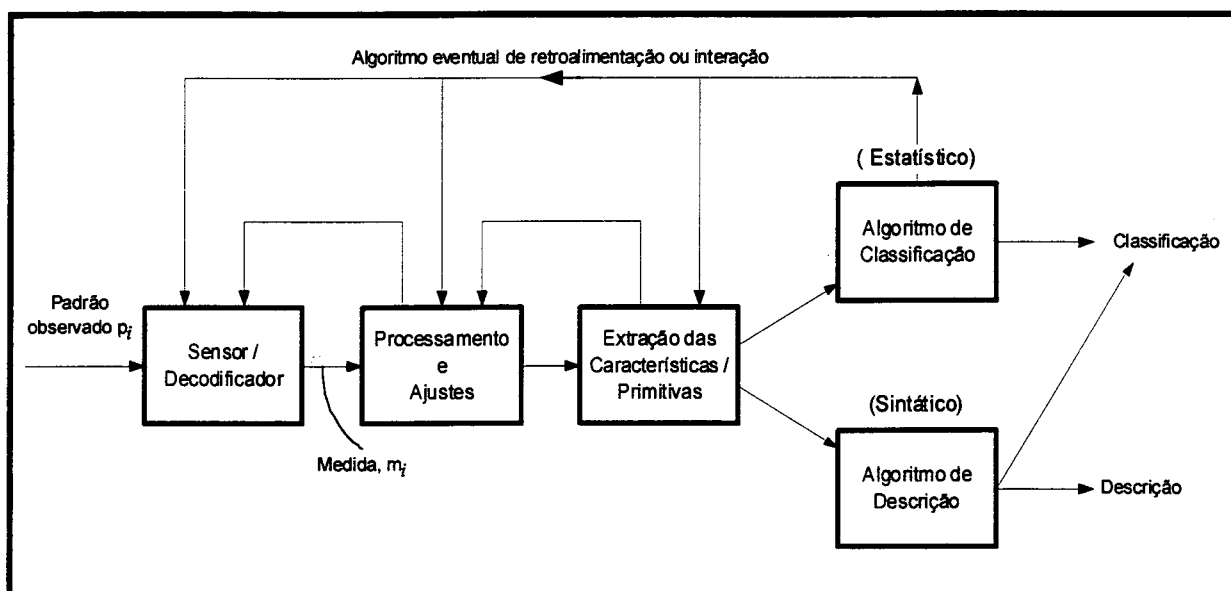 Algoritmo eventual de retroalimentação ou interação
( Estatístico)
Algoritmo de
Classificação
Classificação
Padrão
observado pi
Sensor /
Decodificador
Processamento
e
Ajustes
Extração das
Características /
Primitivas
Medida, mi
(Sintático)
Algoritmo de
Descrição
Descrição